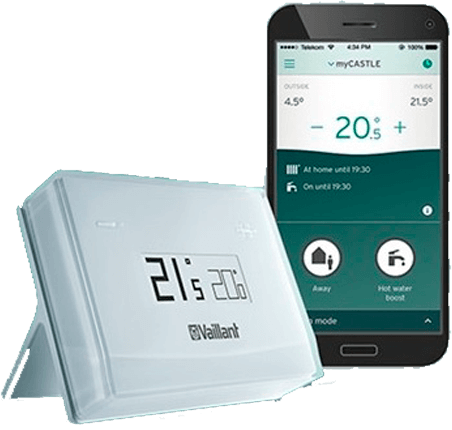 Telekom 4:34 PM 100%
myCASTLE
OUTSIDE INSIDE
4.5° 21.5°
− 20.5° +
At home until 19:30
On until 19:30
Away Hot water
boost
mode
21°5 20.0
Vaillant